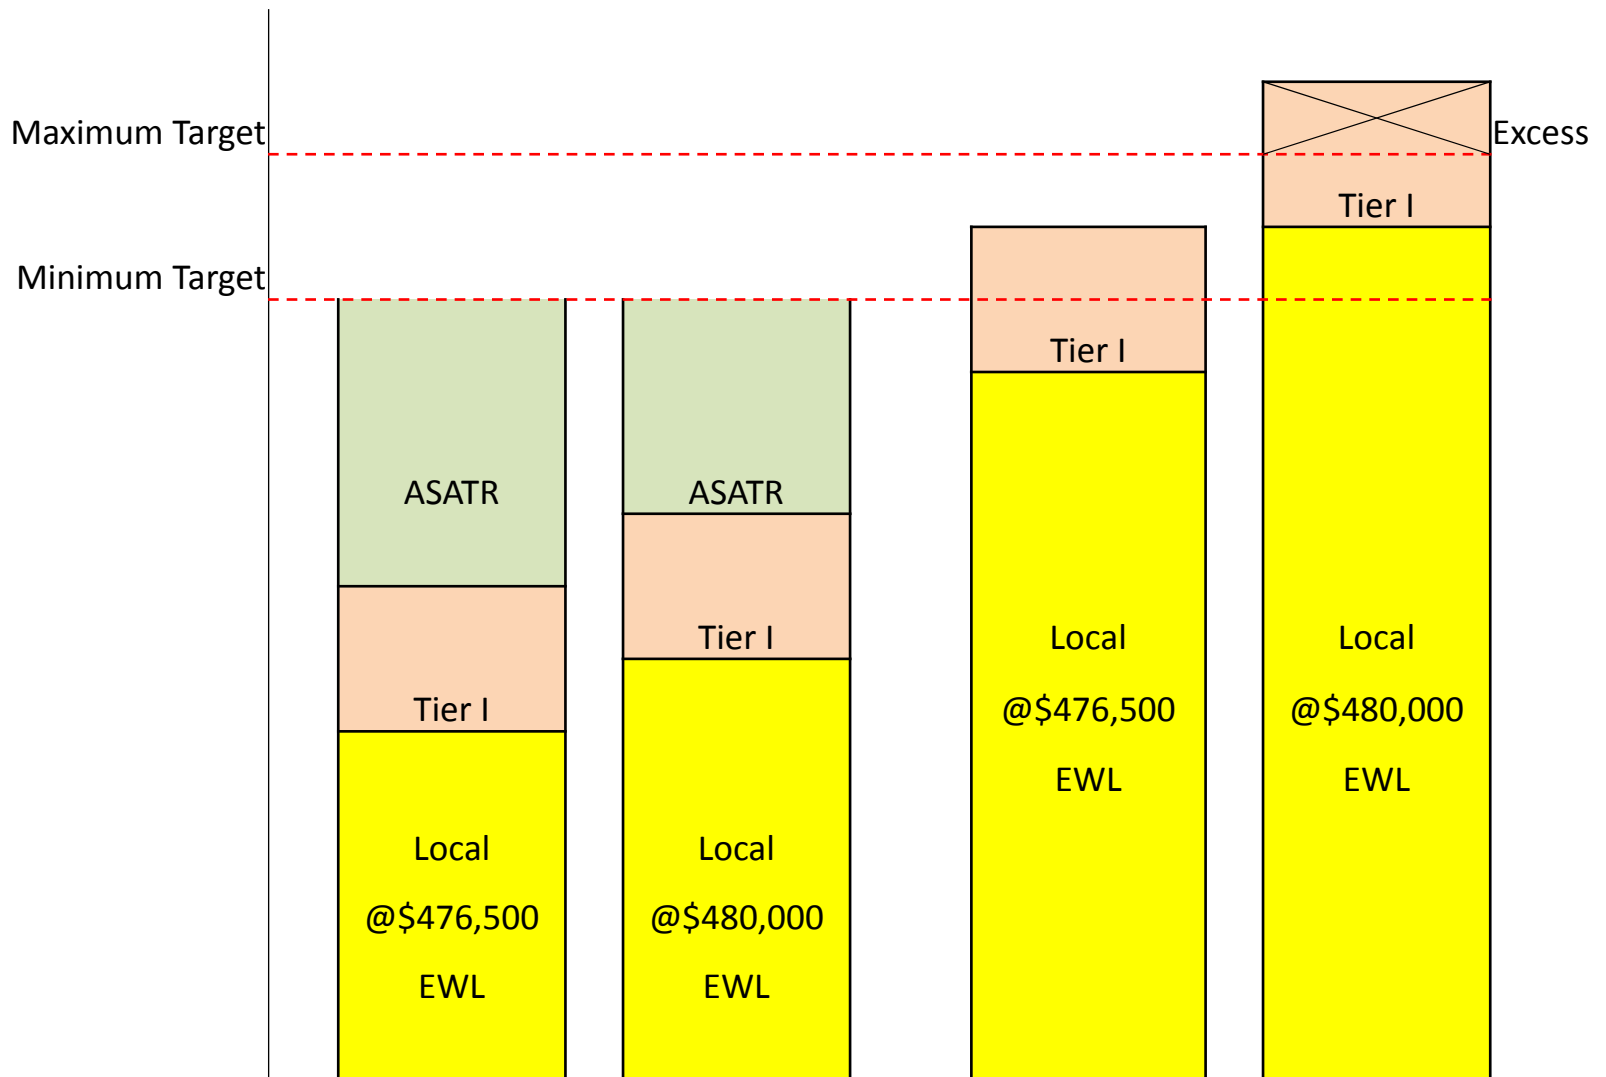 Maximum Target
Excess
Tier I
Minimum Target
Tier I
ASATR
ASATR
Tier I
Local
Local
Tier I
@$476,500
@$480,000
EWL
EWL
Local
Local
@$476,500
@$480,000
EWL
EWL